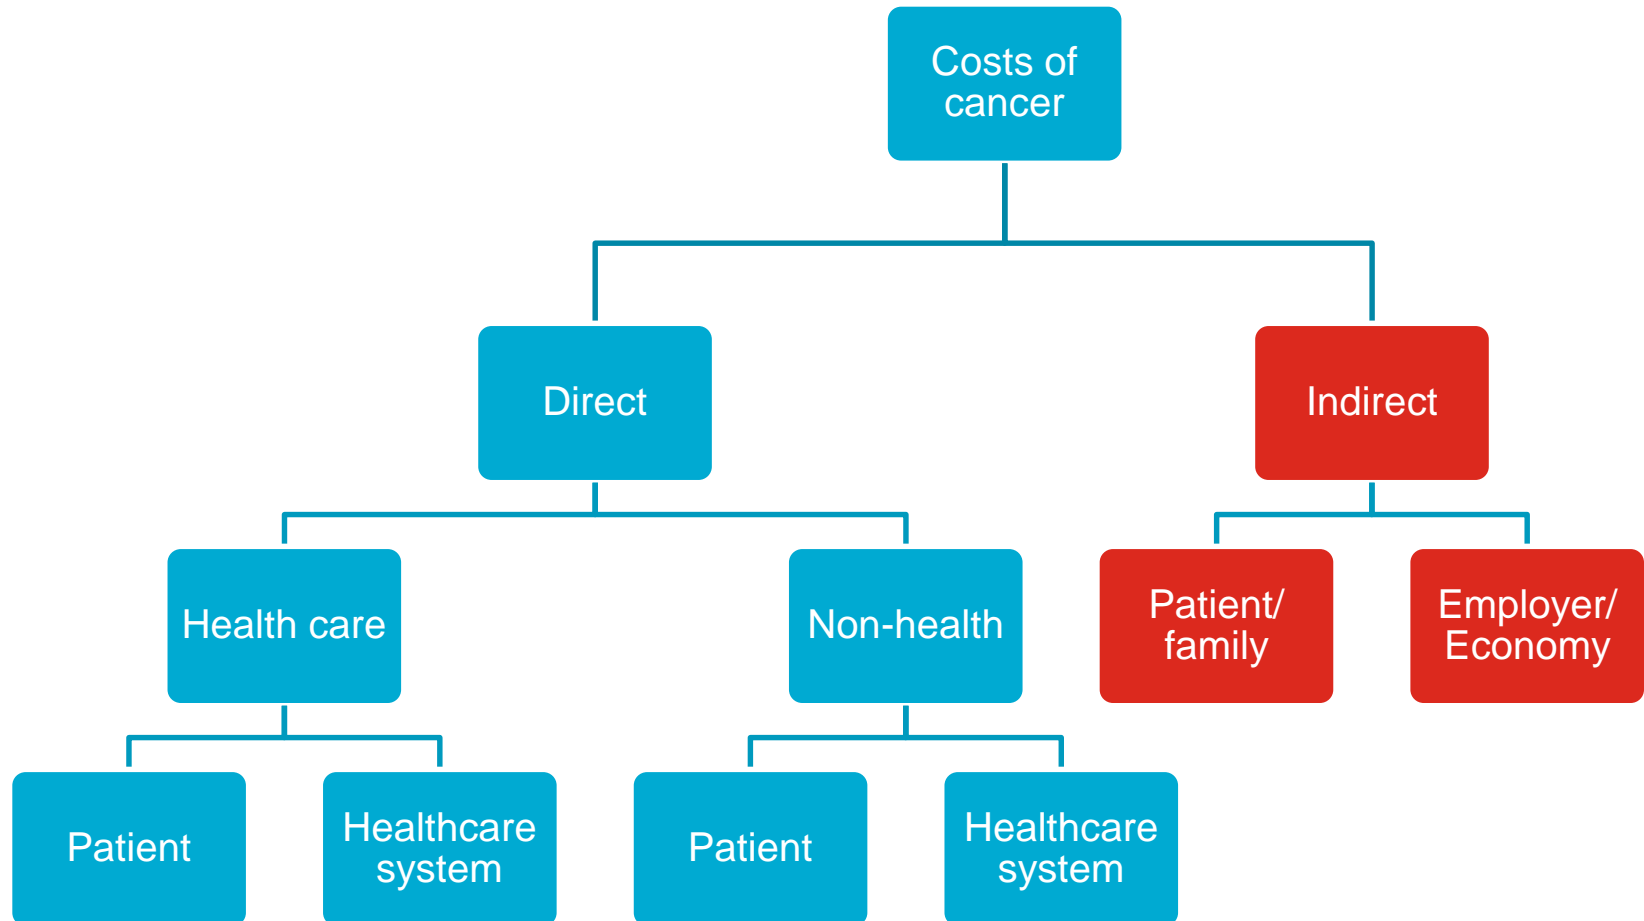 Costs of
cancer
Direct
Indirect
Health care
Non-health
Patient/
family
Employer/
Economy
Patient
Healthcare
system
Patient
Healthcare
system